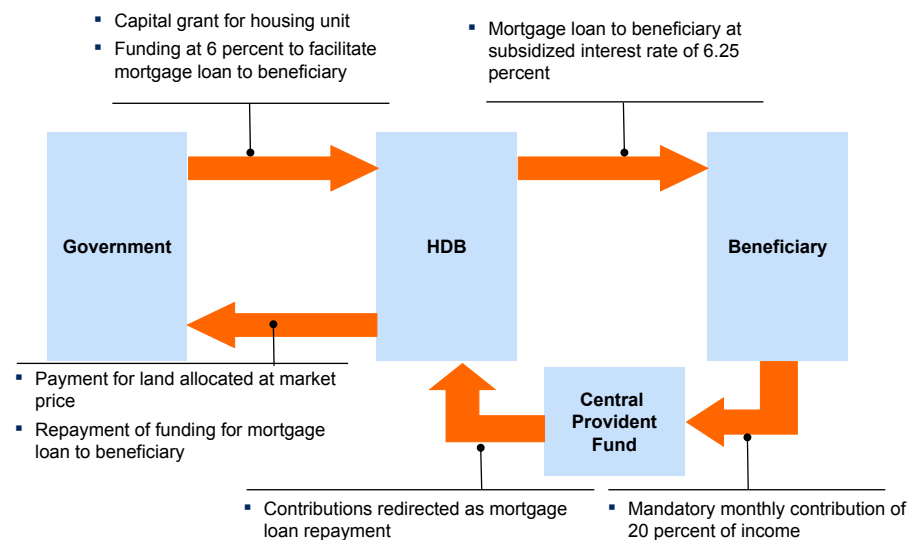 ▪ Capital grant for housing unit
▪ Funding at 6 percent to facilitate
mortgage loan to beneficiary
▪ Mortgage loan to beneficiary at
subsidized interest rate of 6.25
percent
Government
HDB
Beneficiary
▪ Payment for land allocated at market
price
▪ Repayment of funding for mortgage
loan to beneficiary
Central
Provident
Fund
▪ Contributions redirected as mortgage
loan repayment
▪ Mandatory monthly contribution of
20 percent of income